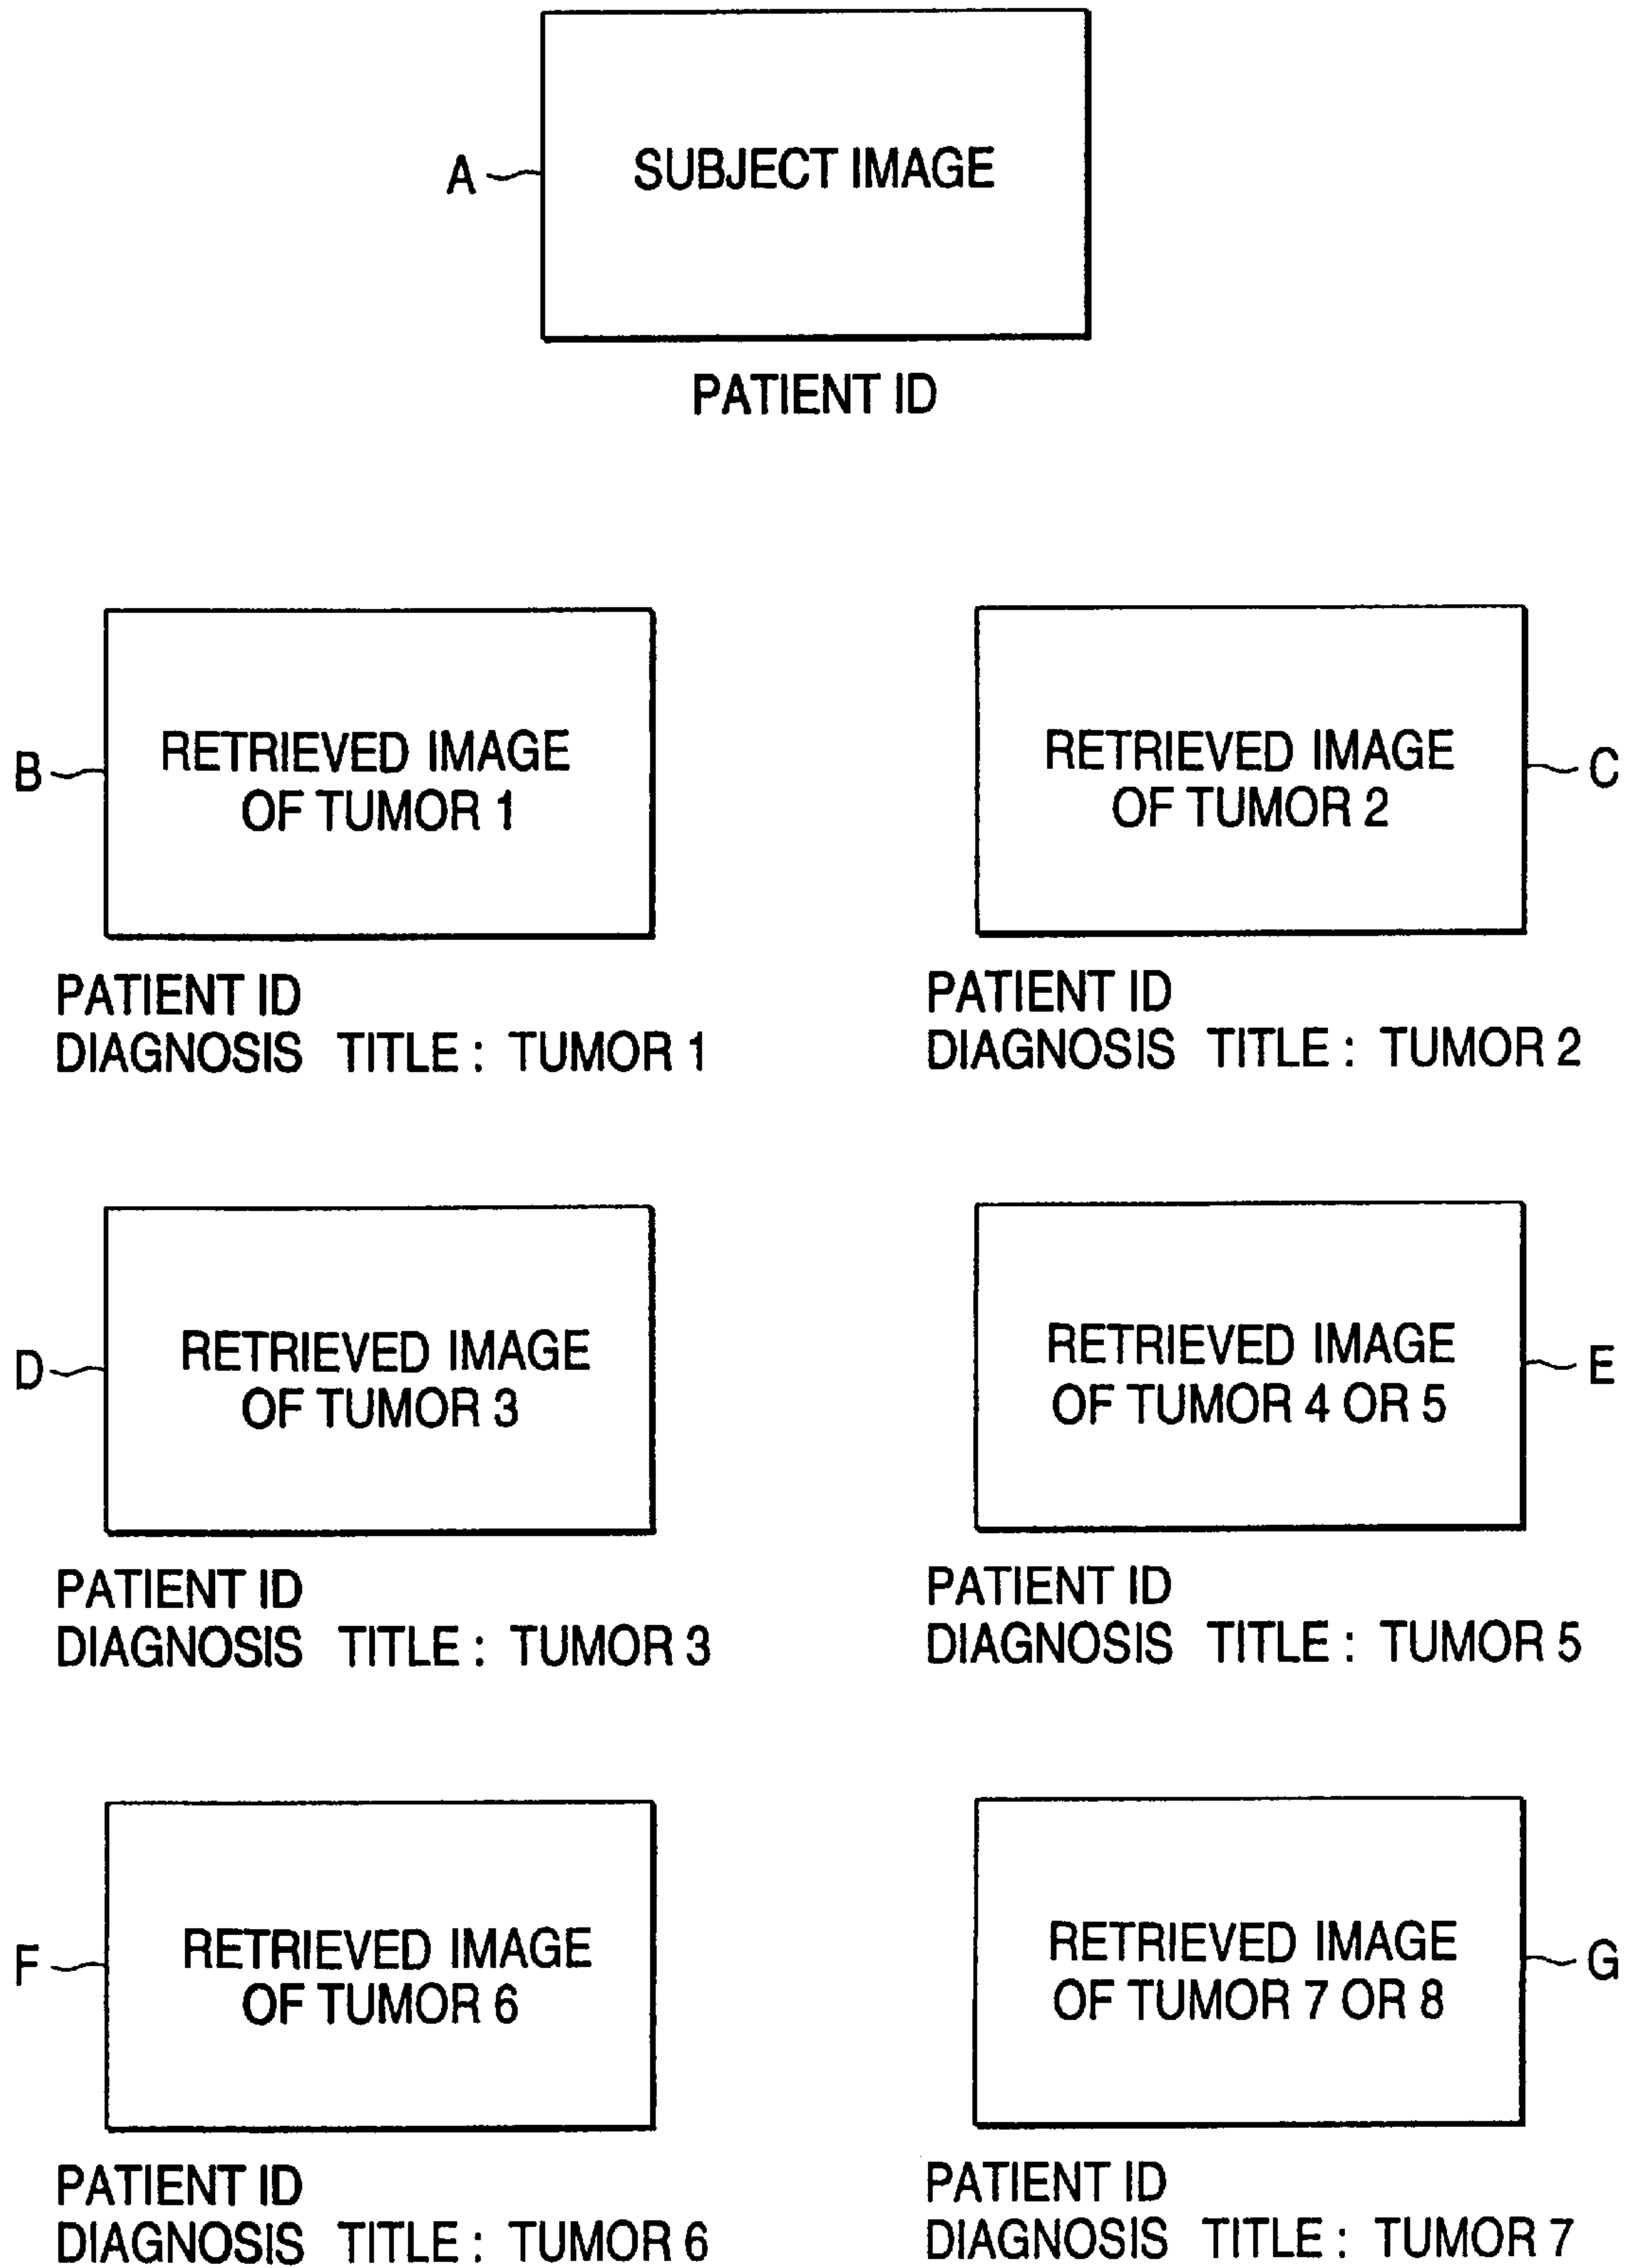 A
SUBJECT IMAGE
PATIENT ID
B
RETRIEVED IMAGE
OF TUMOR 1
PATIENT ID
DIAGNOSIS TITLE : TUMOR 1
RETRIEVED IMAGE
OF TUMOR 2
C
PATIENT ID
DIAGNOSIS TITLE : TUMOR 2
D
RETRIEVED IMAGE
OF TUMOR 3
PATIENT ID
DIAGNOSIS TITLE : TUMOR 3
RETRIEVED IMAGE
OF TUMOR 4 OR 5
E
PATIENT ID
DIAGNOSIS TITLE : TUMOR 5
F
RETRIEVED IMAGE
OF TUMOR 6
PATIENT ID
DIAGNOSIS TITLE : TUMOR 6
RETRIEVED IMAGE
OF TUMOR 7 OR 8
G
PATIENT ID
DIAGNOSIS TITLE : TUMOR 7